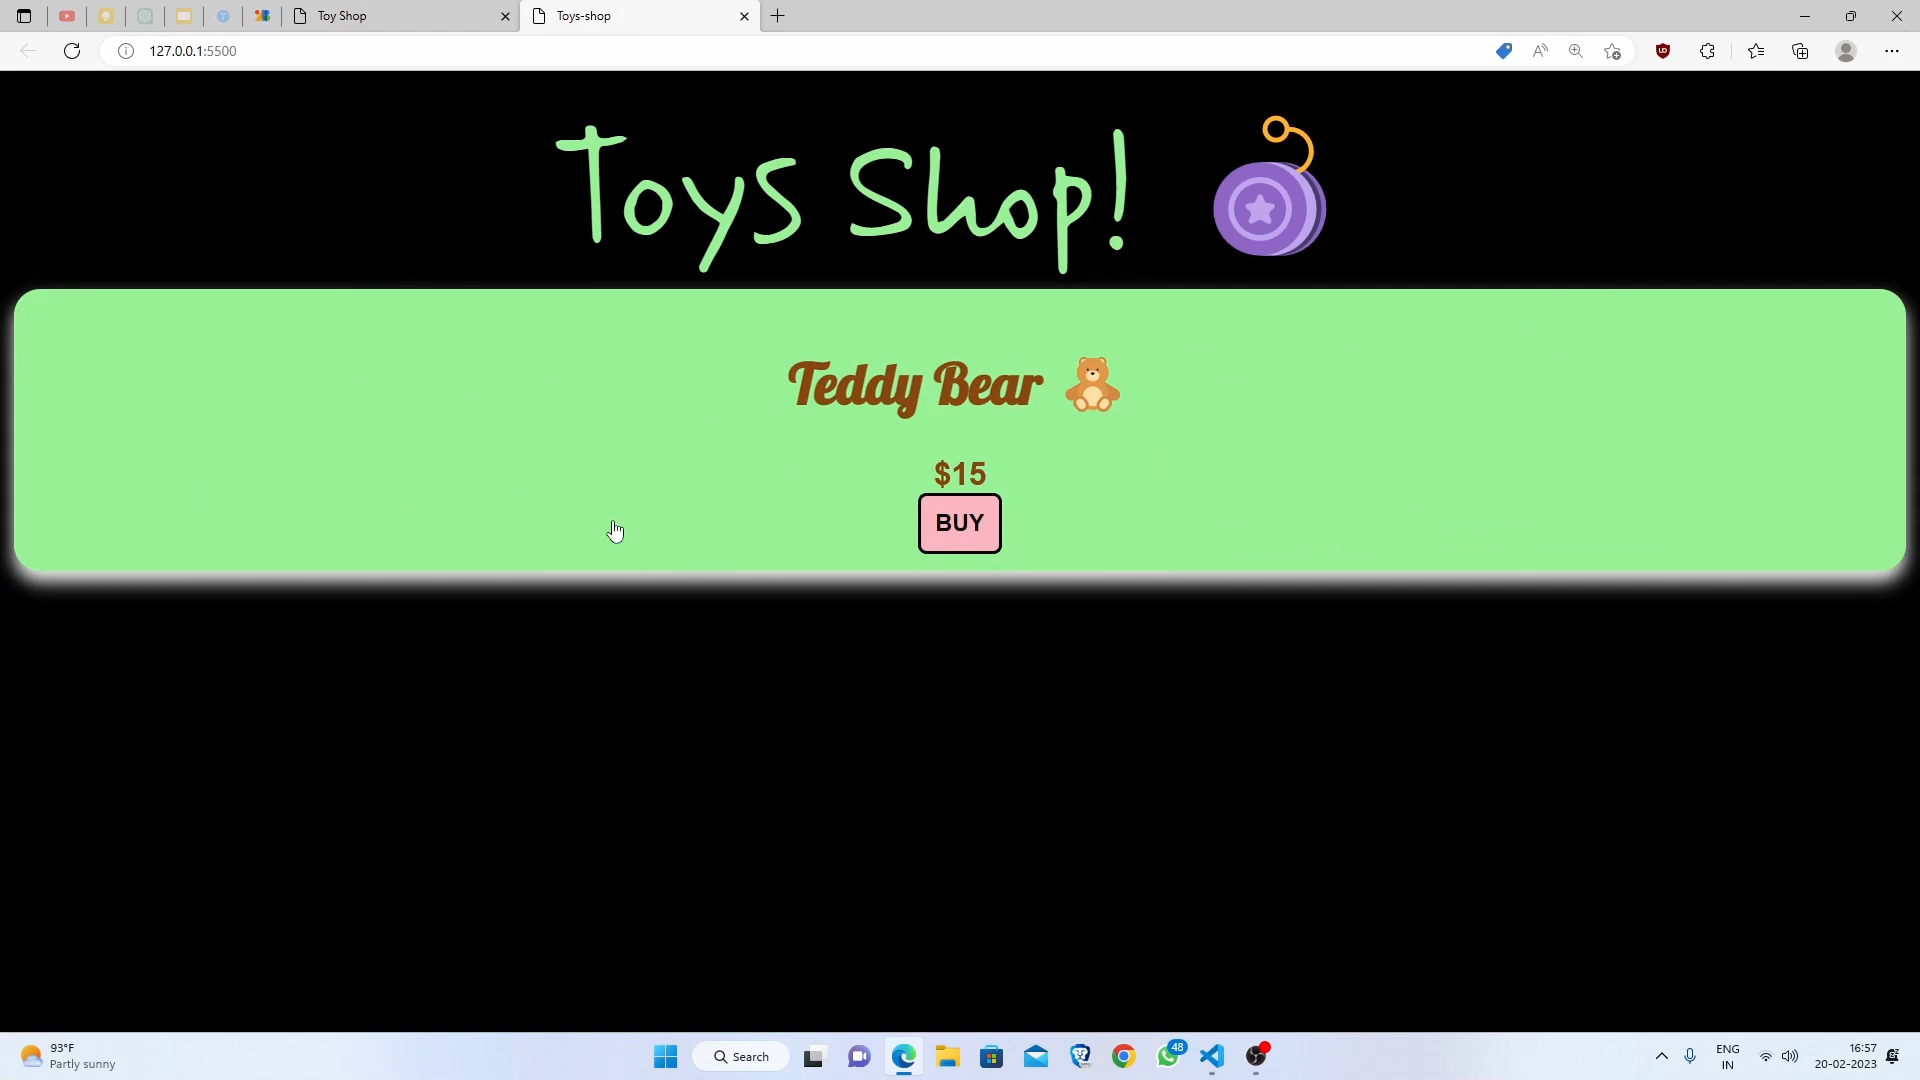 Toy Shop
Toys-shop
127.0.0.1:5500
Toys Shop!
Teddy Bear
$15
BUY
93°F
Partly sunny
Search
48
ENG
IN
16:57
20-02-2023